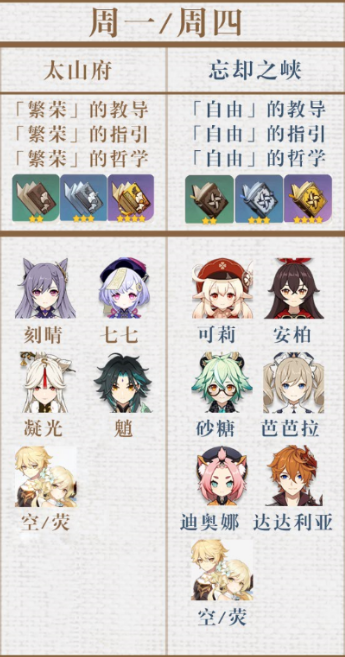 周一/周四
太山府
忘却之峡
「繁荣」的教导
「繁荣」的指引
「繁荣」的哲学
「自由」的教导
「自由」的指引
「自由」的哲学
刻晴 七七
凝光 魈
空/荧
可莉 安柏
砂糖 芭芭拉
迪奥娜 达达利亚
空/荧